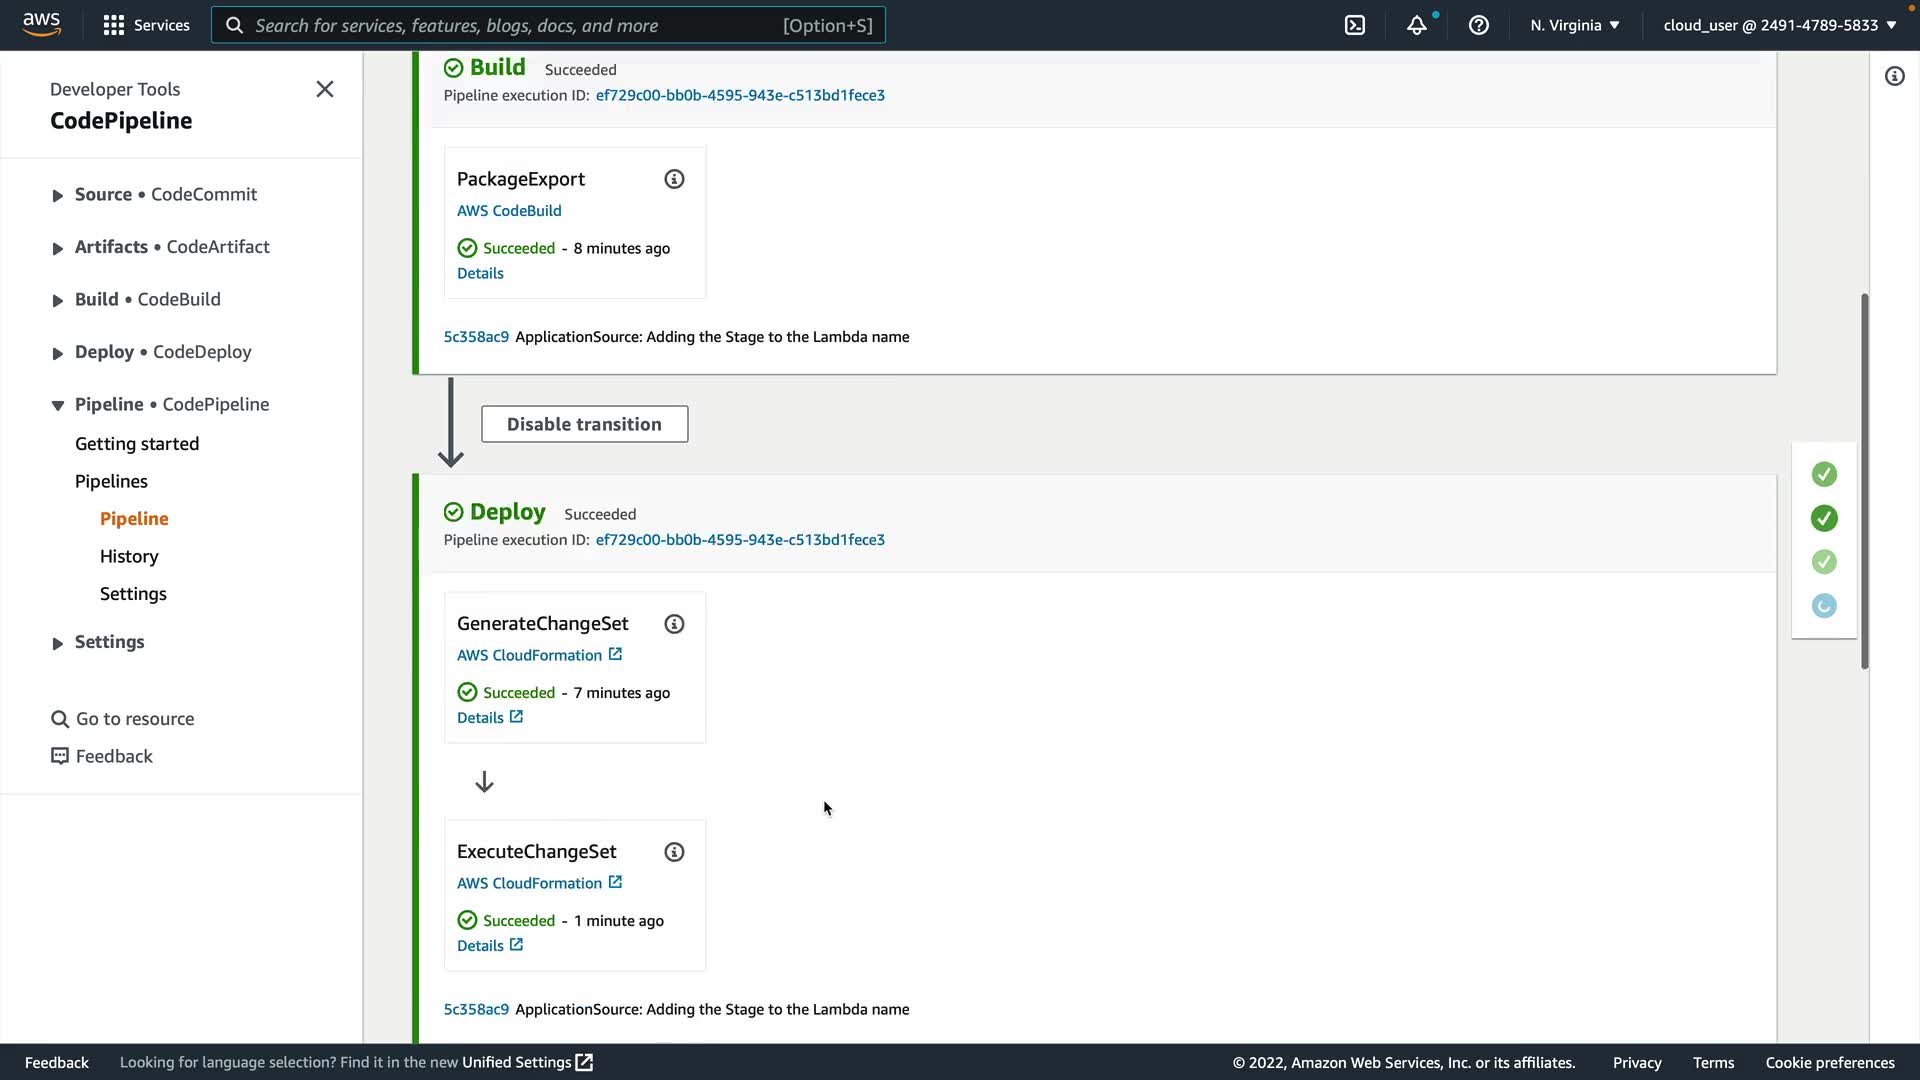 aws
Services
Search for services, features, blogs, docs, and more
[Option+S]
N. Virginia
cloud_user @ 2491-4789-5833
Developer Tools
CodePipeline
Source • CodeCommit
Artifacts • CodeArtifact
Build • CodeBuild
Deploy • CodeDeploy
Pipeline • CodePipeline
Getting started
Pipelines
Pipeline
History
Settings
Settings
Go to resource
Feedback
Build Succeeded
Pipeline execution ID: ef729c00-bb0b-4595-943e-c513bd1fece3
PackageExport
AWS CodeBuild
Succeeded - 8 minutes ago
Details
5c358ac9 ApplicationSource: Adding the Stage to the Lambda name
Disable transition
Deploy Succeeded
Pipeline execution ID: ef729c00-bb0b-4595-943e-c513bd1fece3
GenerateChangeSet
AWS CloudFormation
Succeeded - 7 minutes ago
Details
ExecuteChangeSet
AWS CloudFormation
Succeeded - 1 minute ago
Details
5c358ac9 ApplicationSource: Adding the Stage to the Lambda name
Feedback
Looking for language selection? Find it in the new Unified Settings
© 2022, Amazon Web Services, Inc. or its affiliates.
Privacy
Terms
Cookie preferences